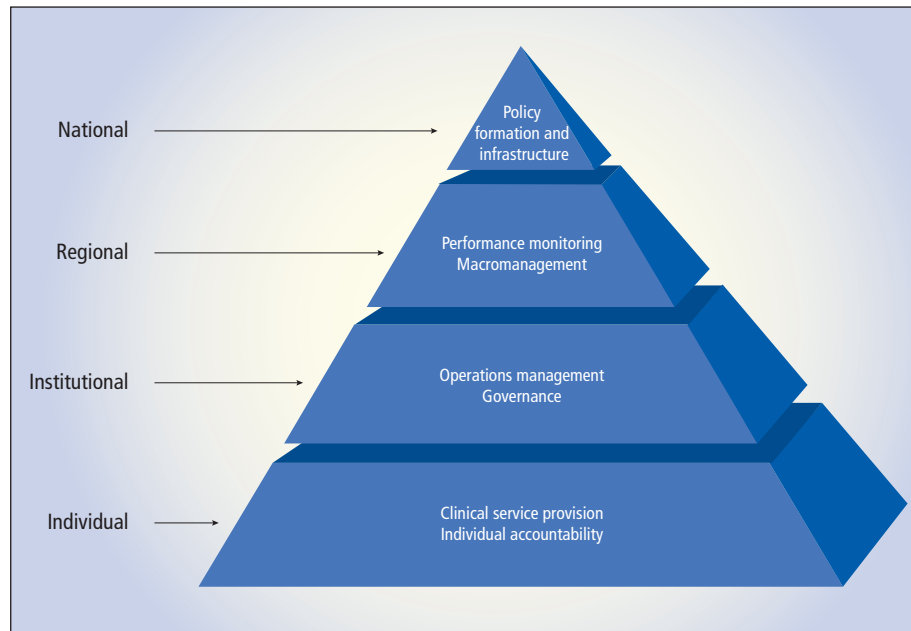 National
Policy
formation and
infrastructure
Regional
Performance monitoring
Macromanagement
Institutional
Operations management
Governance
Individual
Clinical service provision
Individual accountability